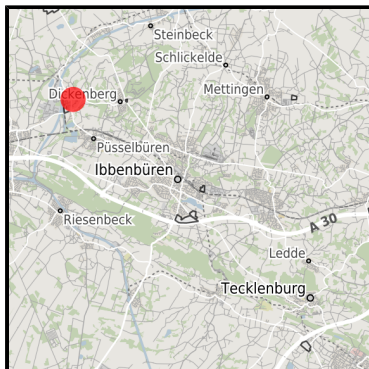 Steinbeck
Schlickelde
Dickenberg
Mettingen
Püsselbüren
Ibbenbüren
Riesenbeck
A 30
Ledde
Tecklenburg